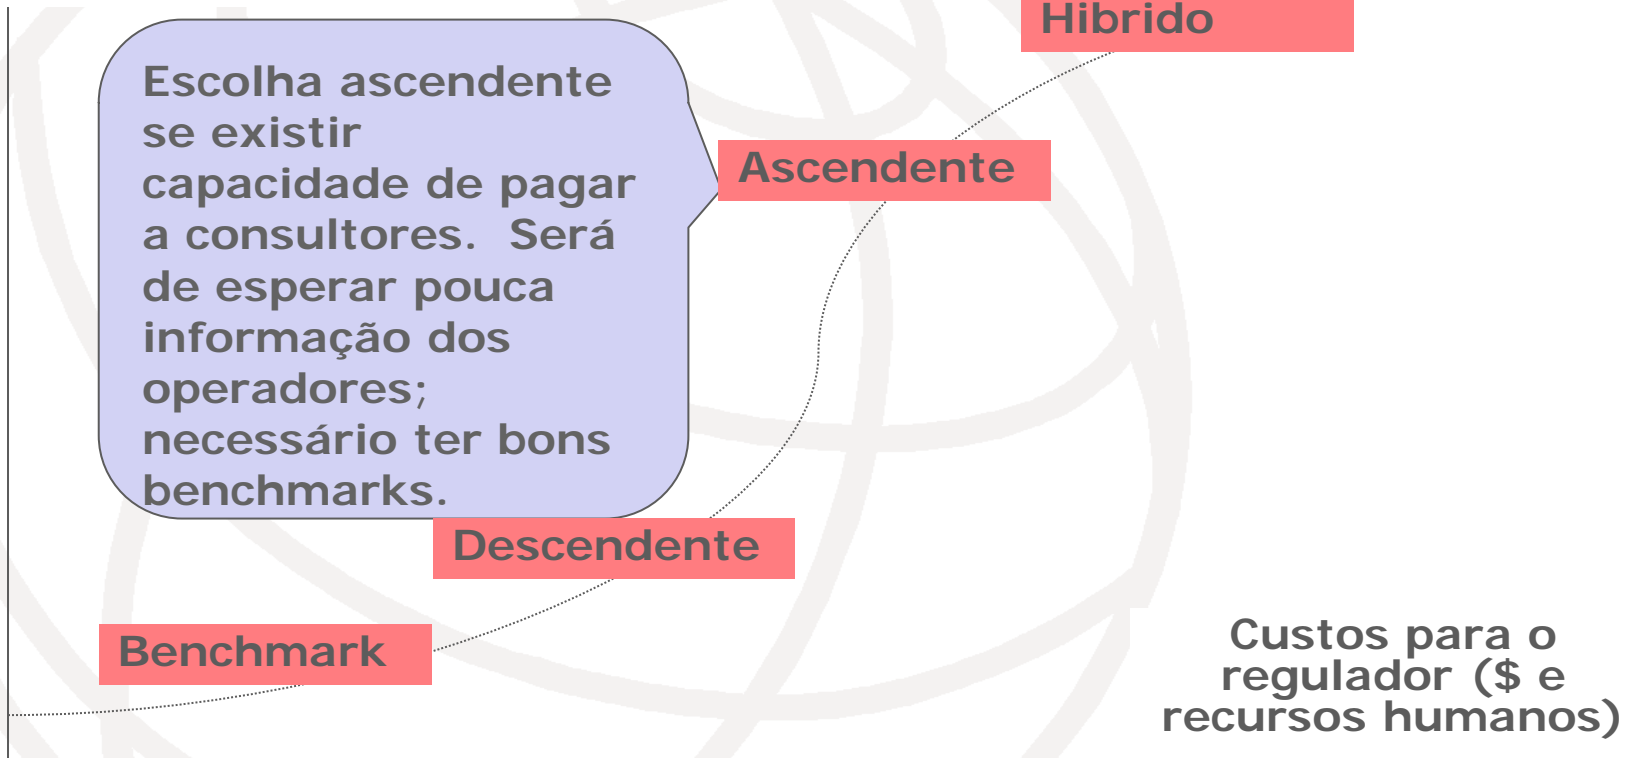 Hibrido
Escolha ascendente
se existir
capacidade de pagar
a consultores.  Será
de esperar pouca
informação dos
operadores;
necessário ter bons
benchmarks.
Ascendente
Descendente
Benchmark
Custos para o
regulador ($ e
recursos humanos)